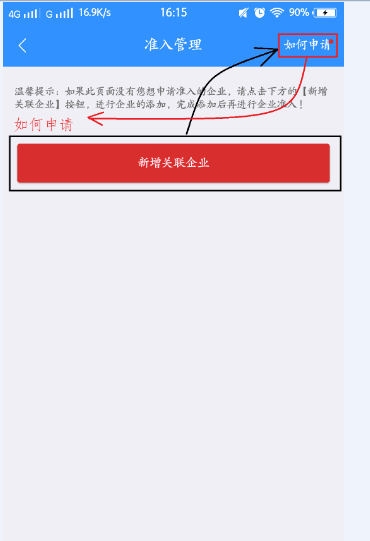 4G G 16.9K/s 16:15 90%
准入管理 如何申请
温馨提示：如果此页面没有您想申请准入的企业，请点击下方的【新增
关联企业】按钮，进行企业的添加，完成添加后再进行企业准入！
如何申请
新增关联企业